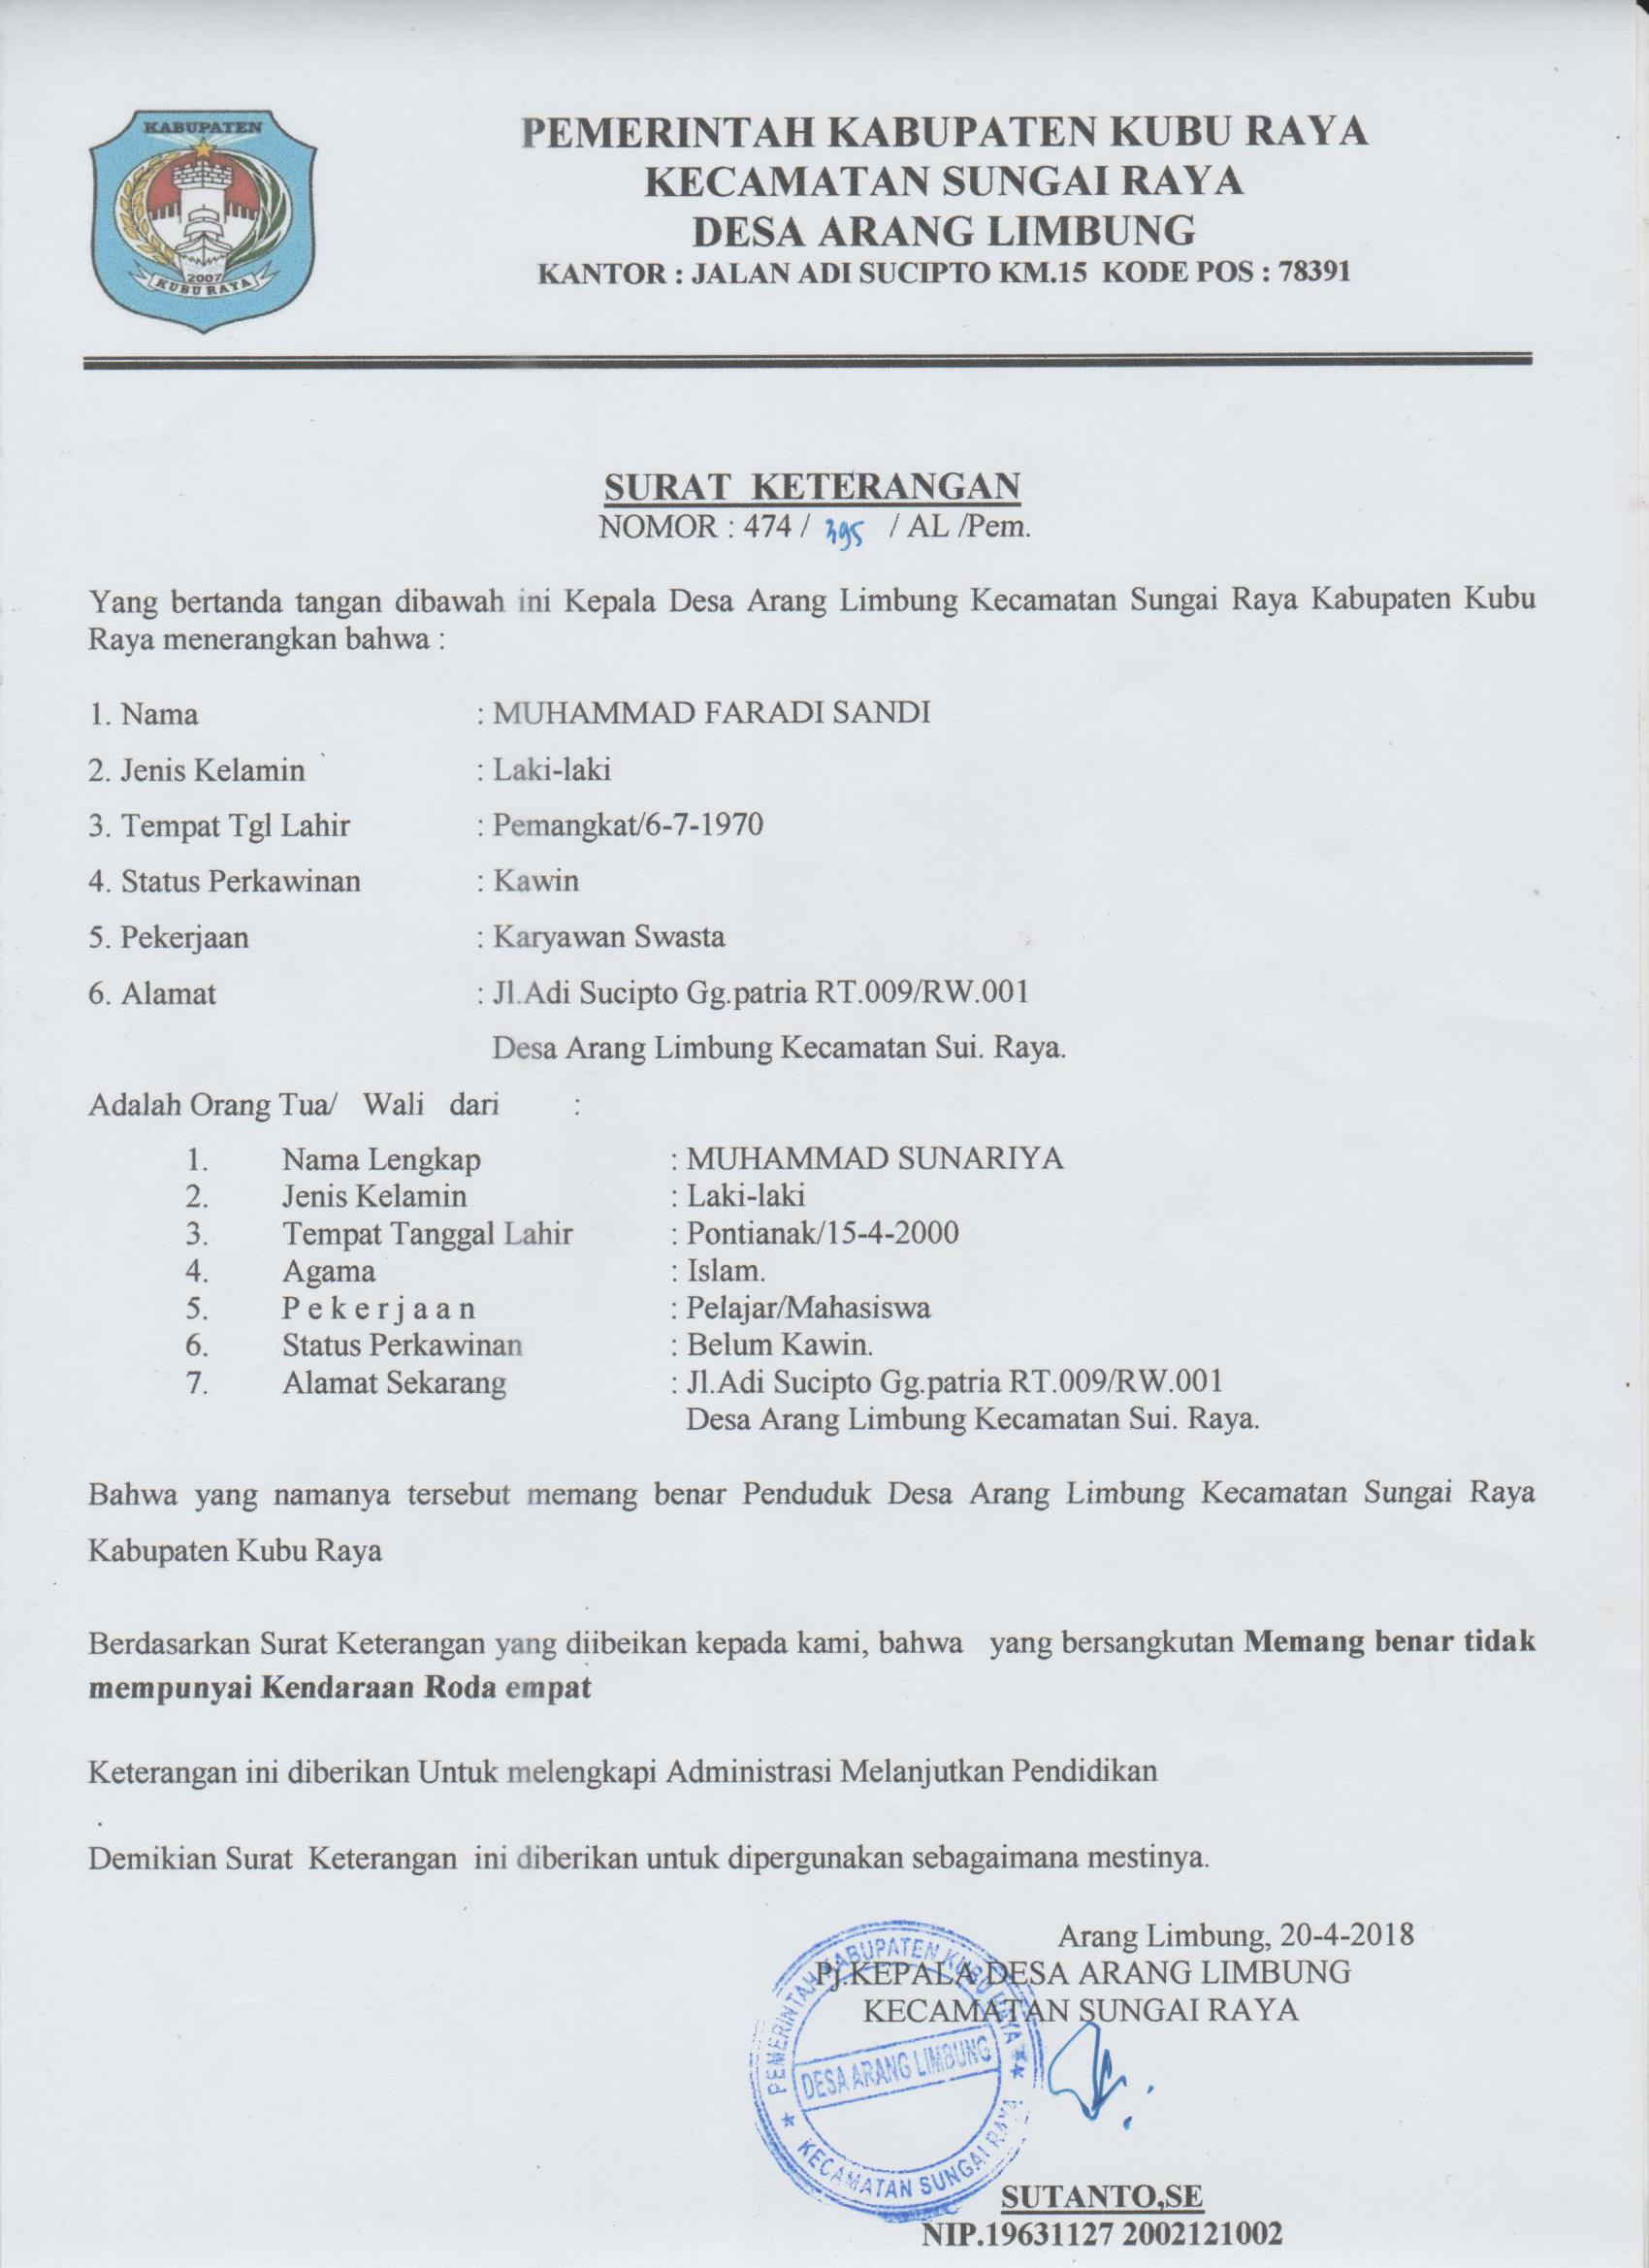 KABUPATEN
2007
KUBU RAYA
PEMERINTAH KABUPATEN KUBU RAYA
KECAMATAN SUNGAI RAYA
DESA ARANG LIMBUNG
KANTOR : JALAN ADI SUCIPTO KM.15 KODE POS : 78391
SURAT KETERANGAN
NOMOR : 474 / 395 / AL /Pem.
Yang bertanda tangan dibawah ini Kepala Desa Arang Limbung Kecamatan Sungai Raya Kabupaten Kubu
Raya menerangkan bahwa :
1. Nama : MUHAMMAD FARADI SANDI
2. Jenis Kelamin : Laki-laki
3. Tempat Tgl Lahir : Pemangkat/6-7-1970
4. Status Perkawinan : Kawin
5. Pekerjaan : Karyawan Swasta
6. Alamat : Jl.Adi Sucipto Gg.patria RT.009/RW.001
Desa Arang Limbung Kecamatan Sui. Raya.
Adalah Orang Tua/ Wali dari :
1. Nama Lengkap : MUHAMMAD SUNARIYA
2. Jenis Kelamin : Laki-laki
3. Tempat Tanggal Lahir : Pontianak/15-4-2000
4. Agama : Islam.
5. P e k e r j a a n : Pelajar/Mahasiswa
6. Status Perkawinan : Belum Kawin.
7. Alamat Sekarang : Jl.Adi Sucipto Gg.patria RT.009/RW.001
Desa Arang Limbung Kecamatan Sui. Raya.
Bahwa yang namanya tersebut memang benar Penduduk Desa Arang Limbung Kecamatan Sungai Raya
Kabupaten Kubu Raya
Berdasarkan Surat Keterangan yang diibeikan kepada kami, bahwa yang bersangkutan Memang benar tidak
mempunyai Kendaraan Roda empat
Keterangan ini diberikan Untuk melengkapi Administrasi Melanjutkan Pendidikan
.
Demikian Surat Keterangan ini diberikan untuk dipergunakan sebagaimana mestinya.
Arang Limbung, 20-4-2018
Pj.KEPALA DESA ARANG LIMBUNG
KECAMATAN SUNGAI RAYA
PEMERINTAH KABUPATEN KUBU RAYA
DESA ARANG LIMBUNG
KECAMATAN SUNGAI RAYA
SUTANTO,SE
NIP.19631127 2002121002